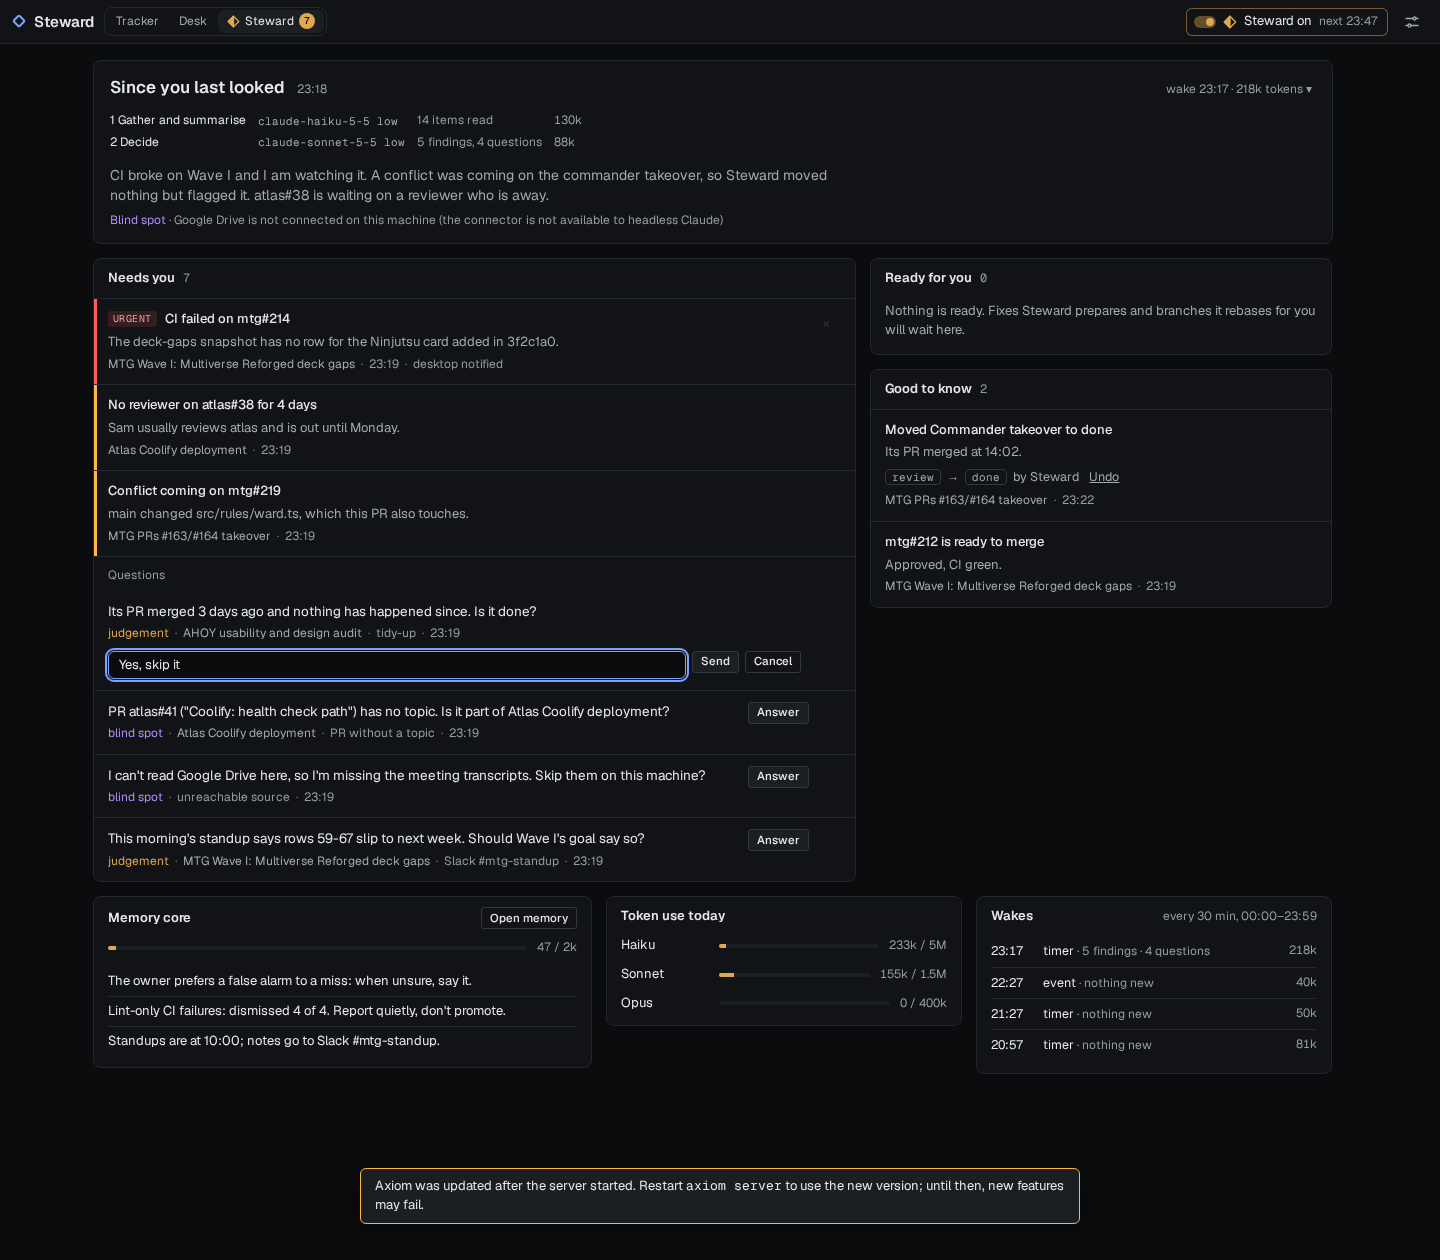 Steward
Tracker Desk Steward 7
Steward on next 23:47
Since you last looked 23:18
wake 23:17 · 218k tokens ▾
1 Gather and summarise claude-haiku-5-5 low 14 items read 130k
2 Decide claude-sonnet-5-5 low 5 findings, 4 questions 88k
CI broke on Wave I and I am watching it. A conflict was coming on the commander takeover, so Steward moved
nothing but flagged it. atlas#38 is waiting on a reviewer who is away.
Blind spot · Google Drive is not connected on this machine (the connector is not available to headless Claude)
Needs you 7
URGENT CI failed on mtg#214 ×
The deck-gaps snapshot has no row for the Ninjutsu card added in 3f2c1a0.
MTG Wave I: Multiverse Reforged deck gaps · 23:19 · desktop notified
No reviewer on atlas#38 for 4 days
Sam usually reviews atlas and is out until Monday.
Atlas Coolify deployment · 23:19
Conflict coming on mtg#219
main changed src/rules/ward.ts, which this PR also touches.
MTG PRs #163/#164 takeover · 23:19
Questions
Its PR merged 3 days ago and nothing has happened since. Is it done?
judgement · AHOY usability and design audit · tidy-up · 23:19
Yes, skip it Send Cancel
PR atlas#41 ("Coolify: health check path") has no topic. Is it part of Atlas Coolify deployment? Answer
blind spot · Atlas Coolify deployment · PR without a topic · 23:19
I can't read Google Drive here, so I'm missing the meeting transcripts. Skip them on this machine? Answer
blind spot · unreachable source · 23:19
This morning's standup says rows 59-67 slip to next week. Should Wave I's goal say so? Answer
judgement · MTG Wave I: Multiverse Reforged deck gaps · Slack #mtg-standup · 23:19
Ready for you 0
Nothing is ready. Fixes Steward prepares and branches it rebases for you
will wait here.
Good to know 2
Moved Commander takeover to done
Its PR merged at 14:02.
review → done by Steward Undo
MTG PRs #163/#164 takeover · 23:22
mtg#212 is ready to merge
Approved, CI green.
MTG Wave I: Multiverse Reforged deck gaps · 23:19
Memory core Open memory
47 / 2k
The owner prefers a false alarm to a miss: when unsure, say it.
Lint-only CI failures: dismissed 4 of 4. Report quietly, don't promote.
Standups are at 10:00; notes go to Slack #mtg-standup.
Token use today
Haiku 233k / 5M
Sonnet 155k / 1.5M
Opus 0 / 400k
Wakes every 30 min, 00:00–23:59
23:17 timer · 5 findings · 4 questions 218k
22:27 event · nothing new 40k
21:27 timer · nothing new 50k
20:57 timer · nothing new 81k
Axiom was updated after the server started. Restart axiom server to use the new version; until then, new features
may fail.